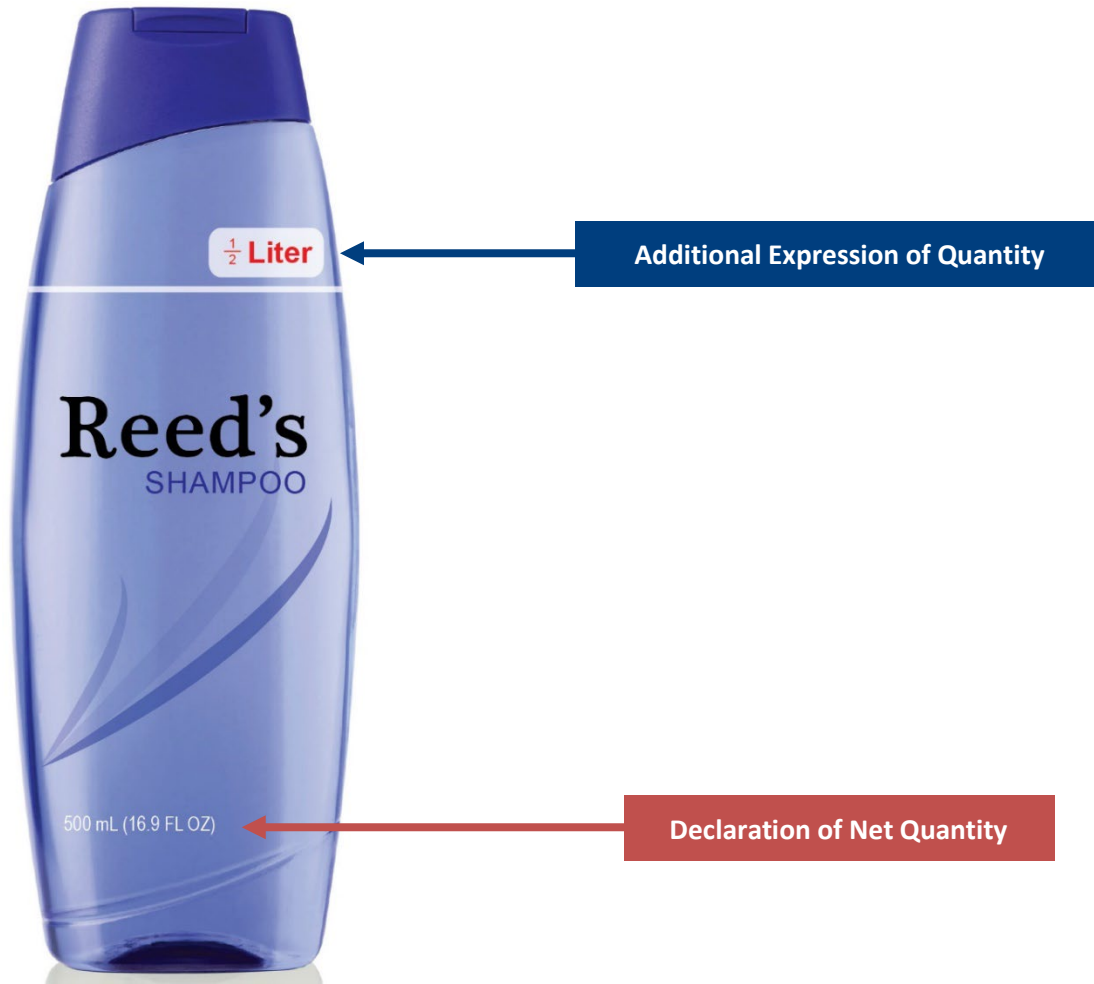 ½ Liter
Additional Expression of Quantity
Reed's
SHAMPOO
500 mL (16.9 FL OZ)
Declaration of Net Quantity